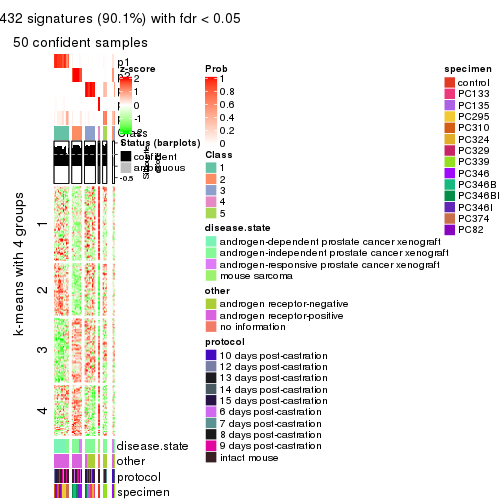 432 signatures (90.1%) with fdr < 0.05
50 confident samples
p1
z-score
2
1
0
-1
Status (barplots)
confident
ambiguous
-0.5
k-means with 4 groups
1
2
3
4
disease.state
other
protocol
specimen
Prob
1
0.8
0.6
0.4
0.2
0
Class
1
2
3
4
5
disease.state
androgen-dependent prostate cancer xenograft
androgen-independent prostate cancer xenograft
androgen-responsive prostate cancer xenograft
mouse sarcoma
other
androgen receptor-negative
androgen receptor-positive
no information
protocol
10 days post-castration
12 days post-castration
13 days post-castration
14 days post-castration
15 days post-castration
6 days post-castration
7 days post-castration
8 days post-castration
9 days post-castration
intact mouse
specimen
control
PC133
PC135
PC295
PC310
PC324
PC329
PC339
PC346
PC346B
PC346BI
PC346I
PC374
PC82